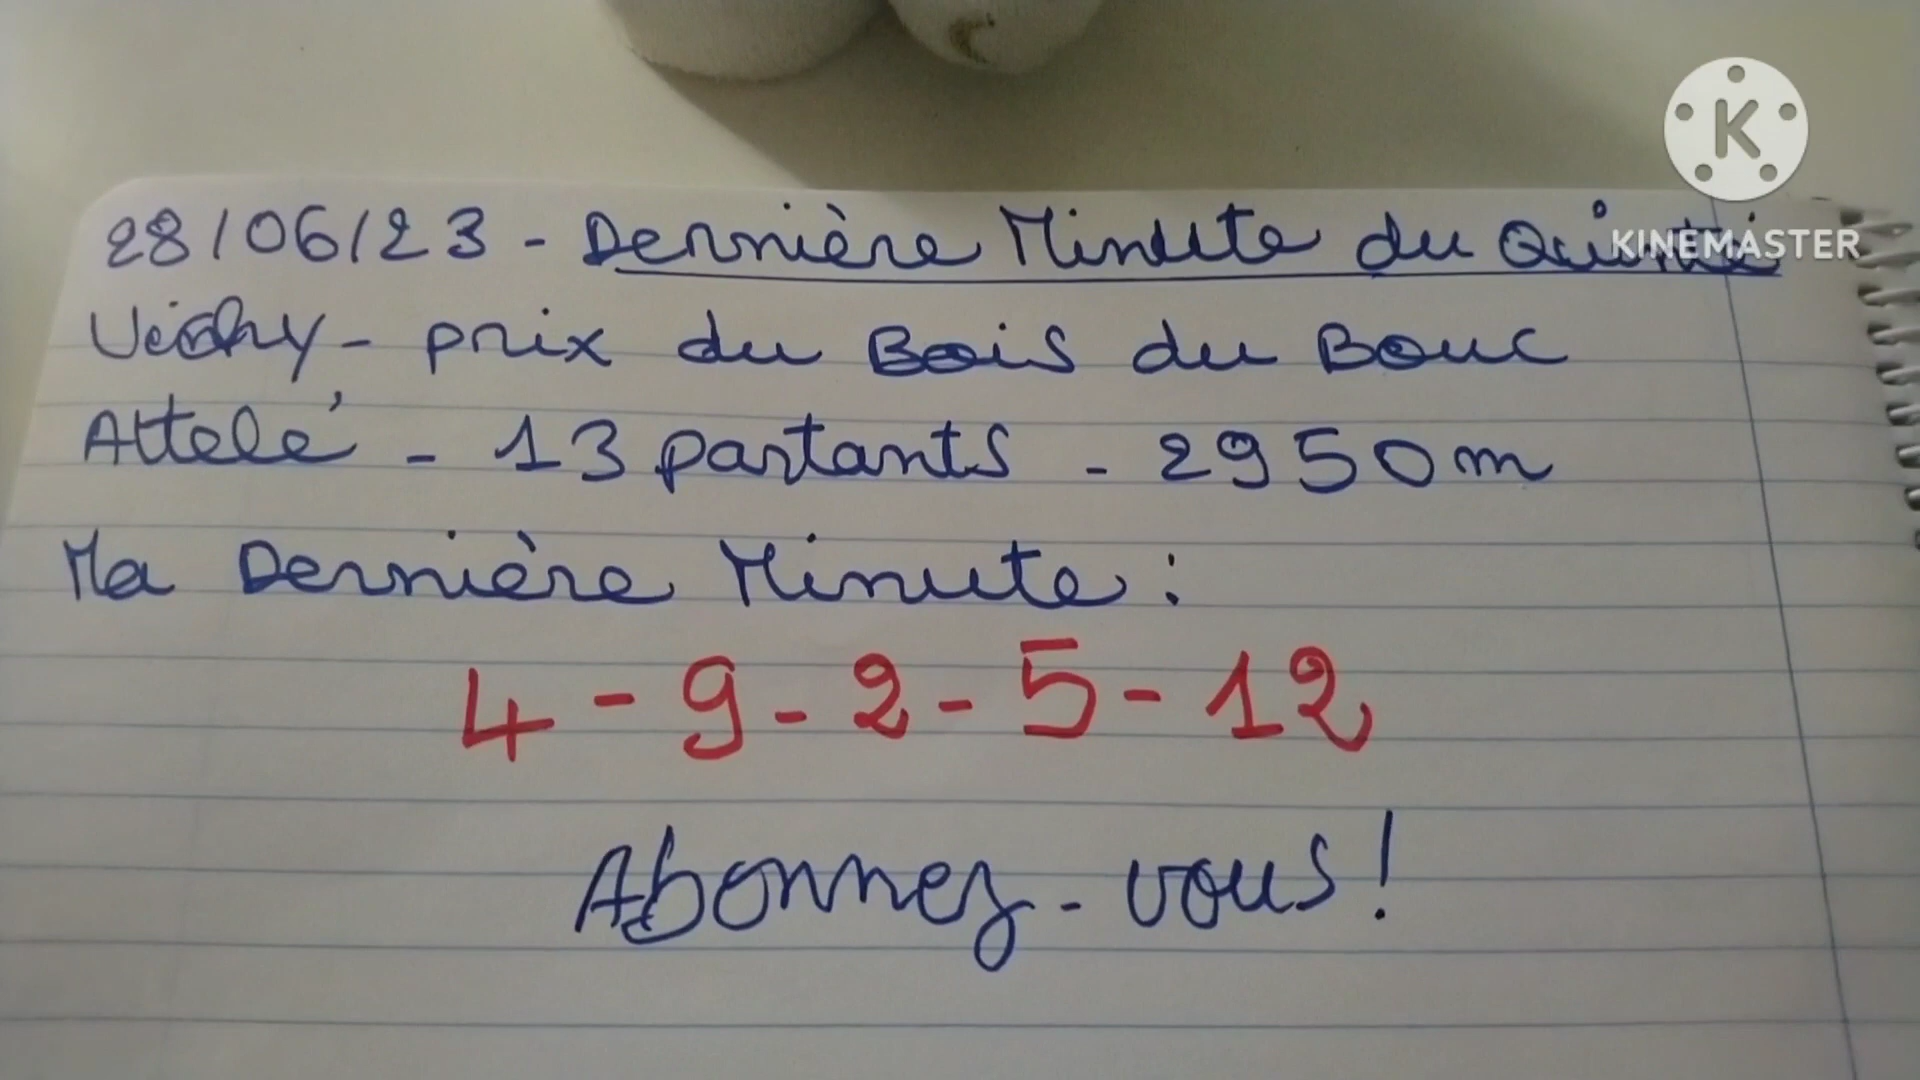 28/06/23 - Dernière Minute du Quinté
K
KINEMASTER
Vichy - prix du Bois du Bouc
Attelé - 13 partants - 2950m
Ma Dernière Minute :
4 - 9 - 2 - 5 - 12
Abonnez-vous !